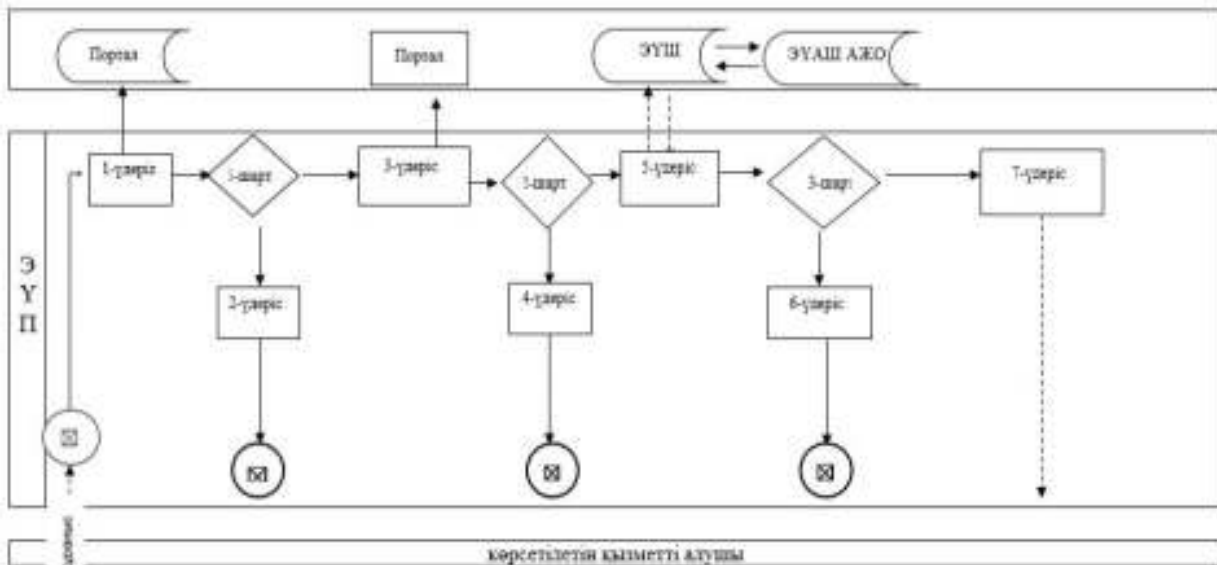 Портал
Портал
ЭҮШ
ЭҮАШ АЖО
1-үдеріс
1-шарт
3-үдеріс
2-шарт
5-үдеріс
3-шарт
7-үдеріс
ЭҮП
2-үдеріс
4-үдеріс
6-үдеріс
көрсетілетін қызметті алушы